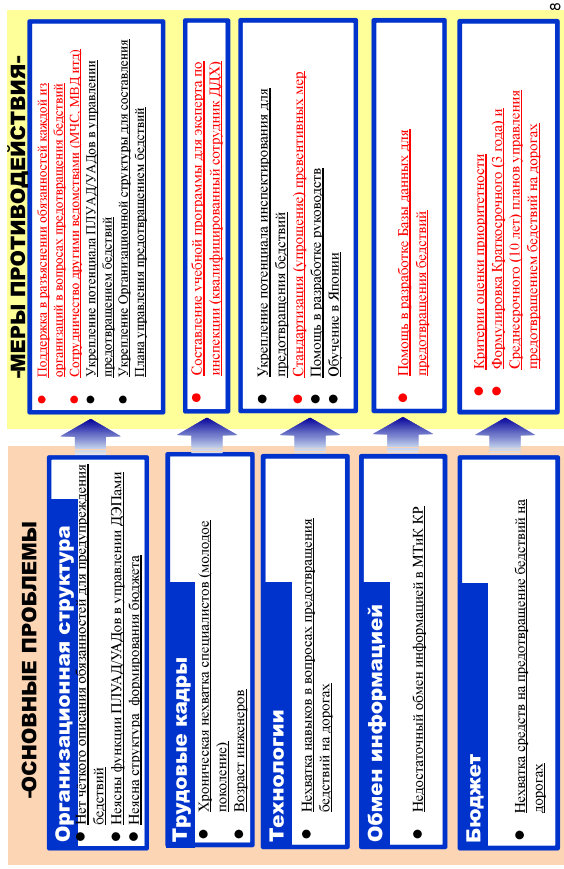 -ОСНОВНЫЕ ПРОБЛЕМЫ
Организационная структура
● Нет четкого описания обязанностей для предупреждения
бедствий
● Неясны функции ПЛУАД/УАДов в управлении ДЭПами
● Неясна структура формирования бюджета
Трудовые кадры
● Хроническая нехватка специалистов (молодое
поколение)
● Возраст инженеров
Технологии
● Нехватка навыков в вопросах предотвращения
бедствий на дорогах
Обмен информацией
● Недостаточный обмен информацией в МТиК КР
Бюджет
● Нехватка средств на предотвращение бедствий на
дорогах
-МЕРЫ ПРОТИВОДЕЙСТВИЯ-
● Поддержка в разъяснении обязанностей каждой из
организаций в вопросах предотвращения бедствий
● Сотрудничество другими ведомствами (МЧС, МВД итд)
● Укрепление потенциала ПЛУАД/УАДов в управлении
предотвращением бедствий
● Укрепление Организационной структуры для составления
Плана управления предотвращением бедствий
● Составление учебной программы для эксперта по
инспекции (квалифицированный сотрудник ДДХ)
● Укрепление потенциала инспектирования для
предотвращения бедствий
● Стандартизация (упрощение) превентивных мер
● Помощь в разработке руководств
● Обучение в Японии
● Помощь в разработке Базы данных для
предотвращения бедствий
● Критерии оценки приоритетности
● Формулировка Краткосрочного (3 года) и
Среднесрочного (10 лет) планов управления
предотвращением бедствий на дорогах
8